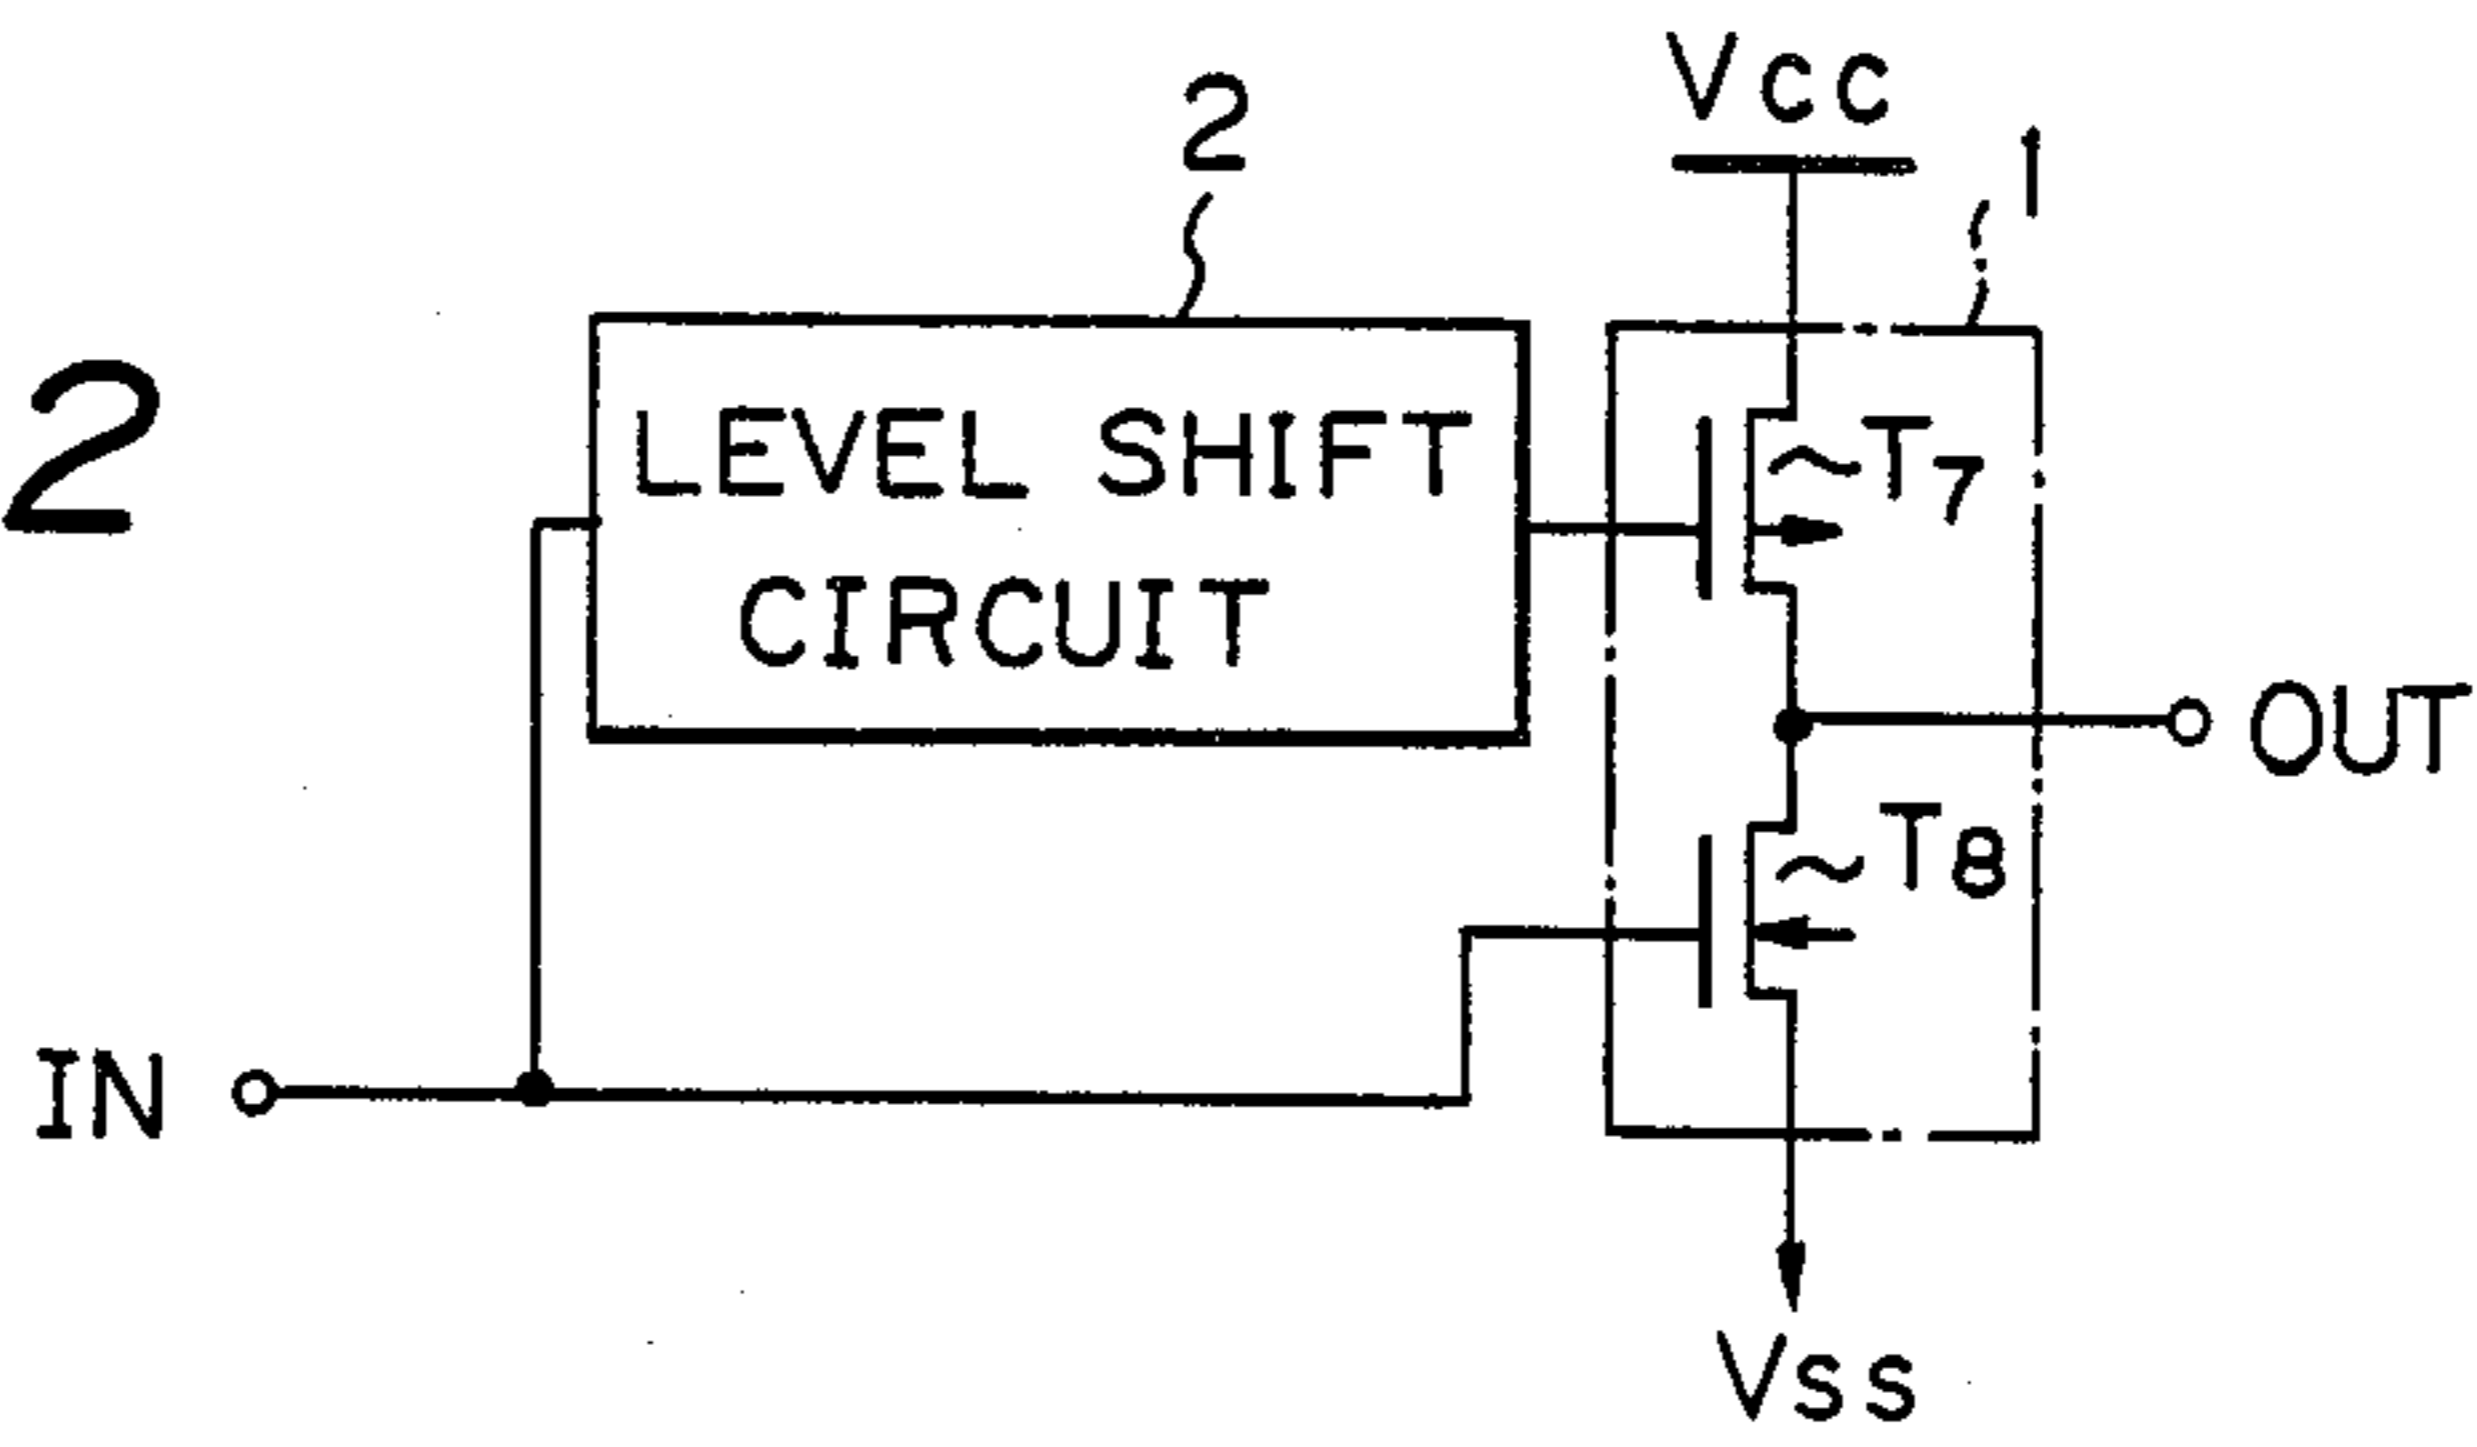 2
Vcc
1
2
LEVEL SHIFT
CIRCUIT
T7
OUT
T8
IN
Vss